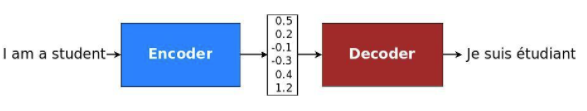 I am a student
Encoder
0.5
0.2
-0.1
-0.3
0.4
1.2
Decoder
Je suis étudiant